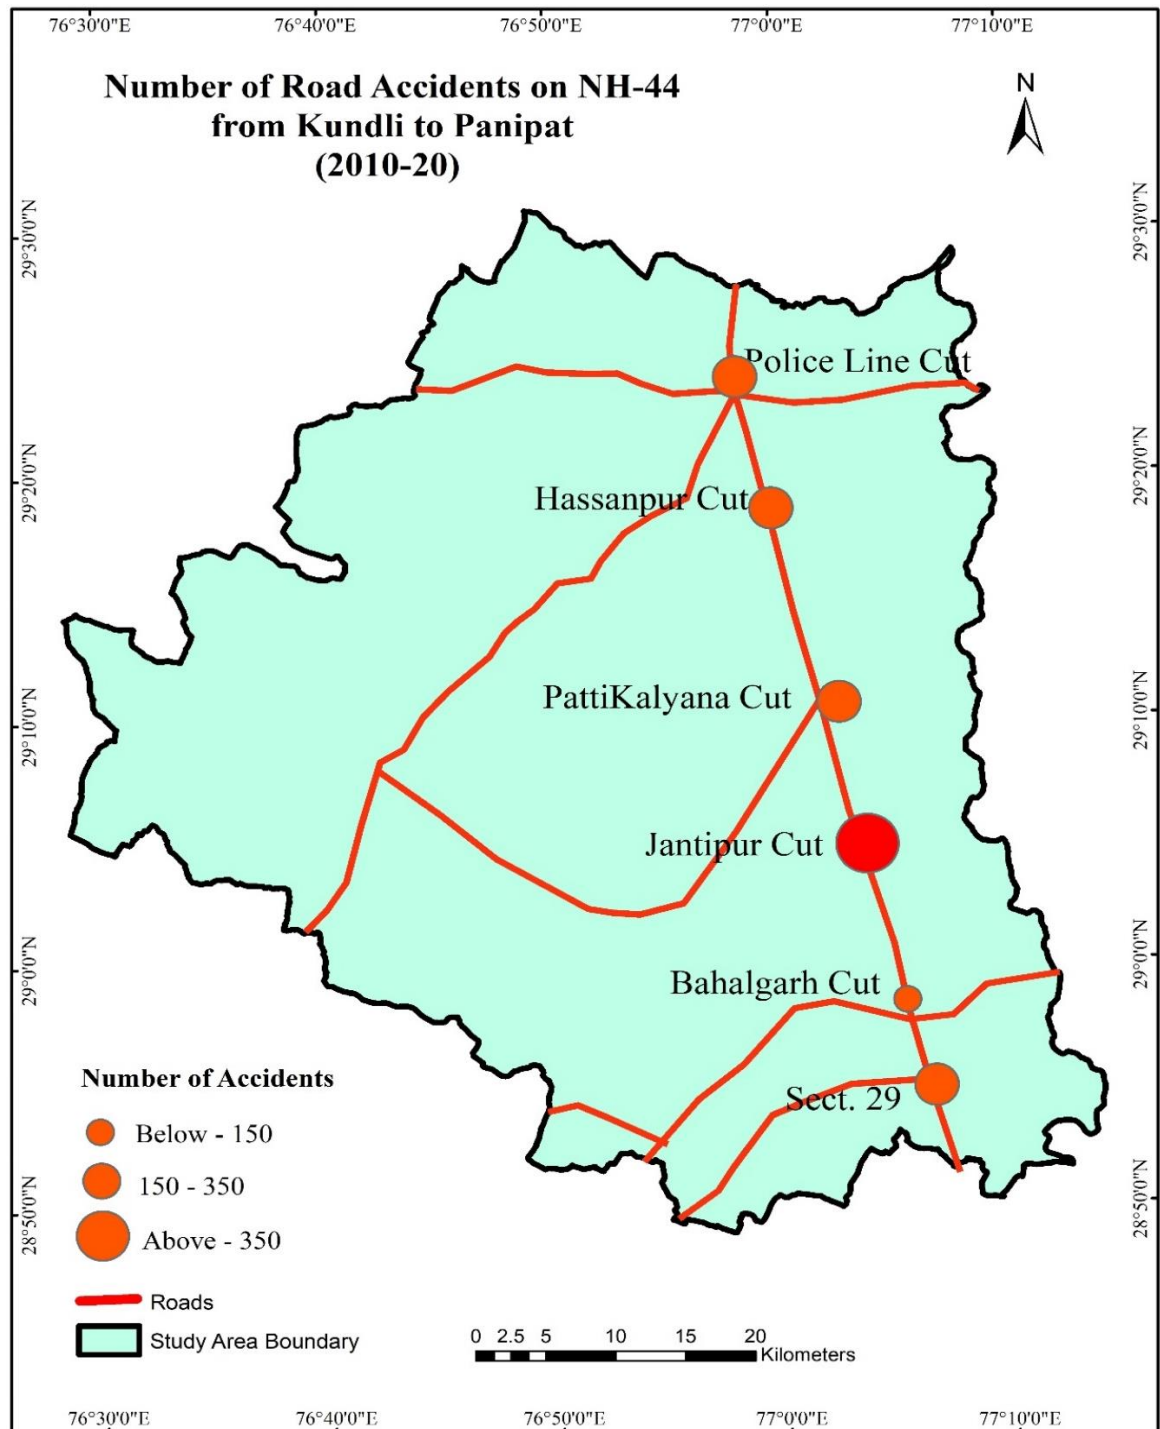 76°30'0"E 76°40'0"E 76°50'0"E 77°0'0"E 77°10'0"E
Number of Road Accidents on NH-44
from Kundli to Panipat
(2010-20)
N
29°30'0"N 29°30'0"N
Police Line Cut
29°20'0"N 29°20'0"N
Hassanpur Cut
PattiKalyana Cut
29°10'0"N 29°10'0"N
Jantipur Cut
29°0'0"N 29°0'0"N
Bahalgarh Cut
Number of Accidents
Sect. 29
Below - 150
150 - 350
28°50'0"N 28°50'0"N
Above - 350
Roads
Study Area Boundary
0 2.5 5 10 15 20
Kilometers
76°30'0"E 76°40'0"E 76°50'0"E 77°0'0"E 77°10'0"E